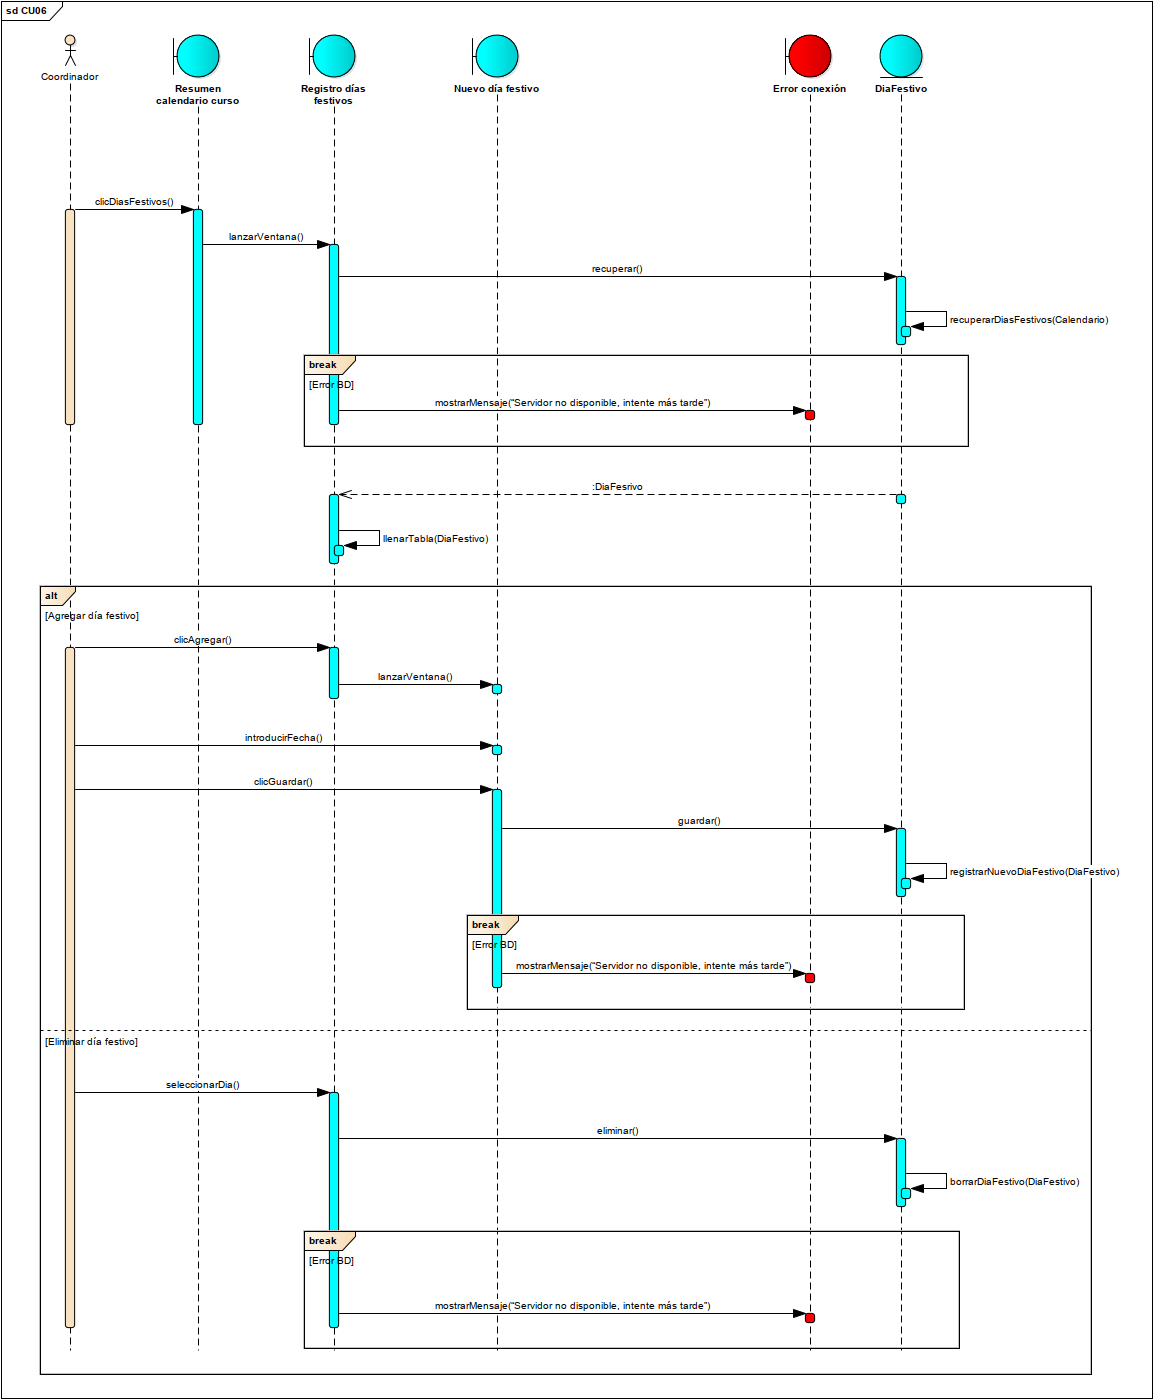 sd CU06
Coordinador
Resumen
calendario curso
Registro días
festivos
Nuevo día festivo
Error conexión
DiaFestivo
clicDiasFestivos()
lanzarVentana()
recuperar()
recuperarDiasFestivos(Calendario)
break
[Error BD]
mostrarMensaje("Servidor no disponible, intente más tarde")
:DiaFesrivo
llenarTabla(DiaFestivo)
alt
[Agregar día festivo]
clicAgregar()
lanzarVentana()
introducirFecha()
clicGuardar()
guardar()
registrarNuevoDiaFestivo(DiaFestivo)
break
[Error BD]
mostrarMensaje("Servidor no disponible, intente más tarde")
[Eliminar día festivo]
seleccionarDia()
eliminar()
borrarDiaFestivo(DiaFestivo)
break
[Error BD]
mostrarMensaje("Servidor no disponible, intente más tarde")